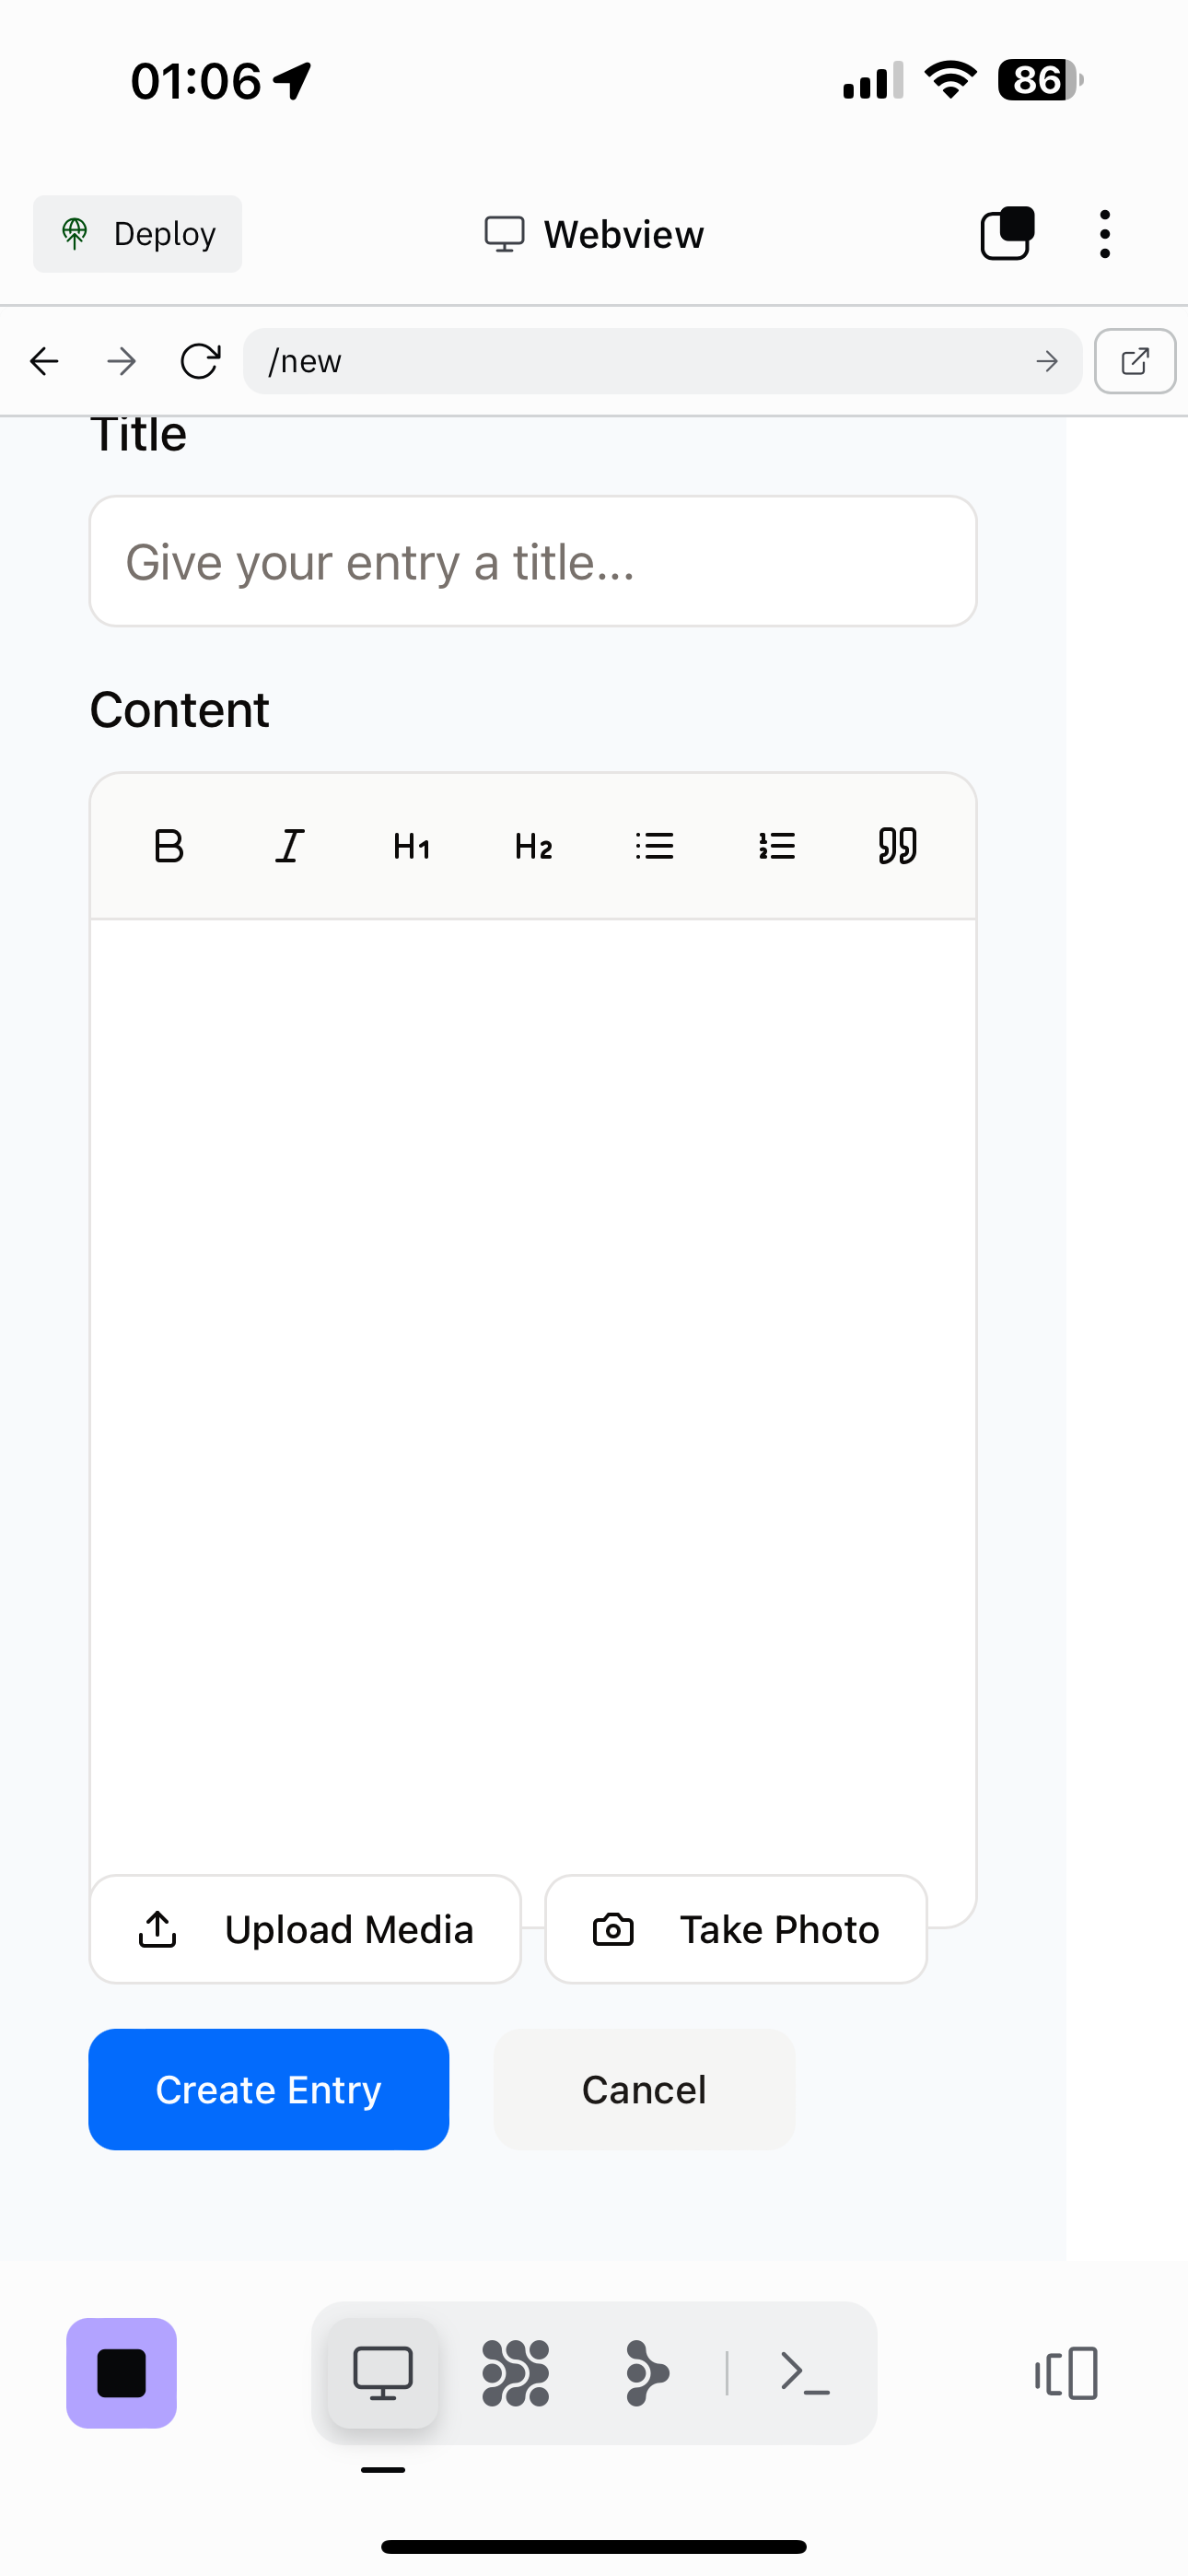 01:06
86
Deploy
Webview
/new
Title
Give your entry a title...
Content
B I H1 H2
Upload Media
Take Photo
Create Entry
Cancel